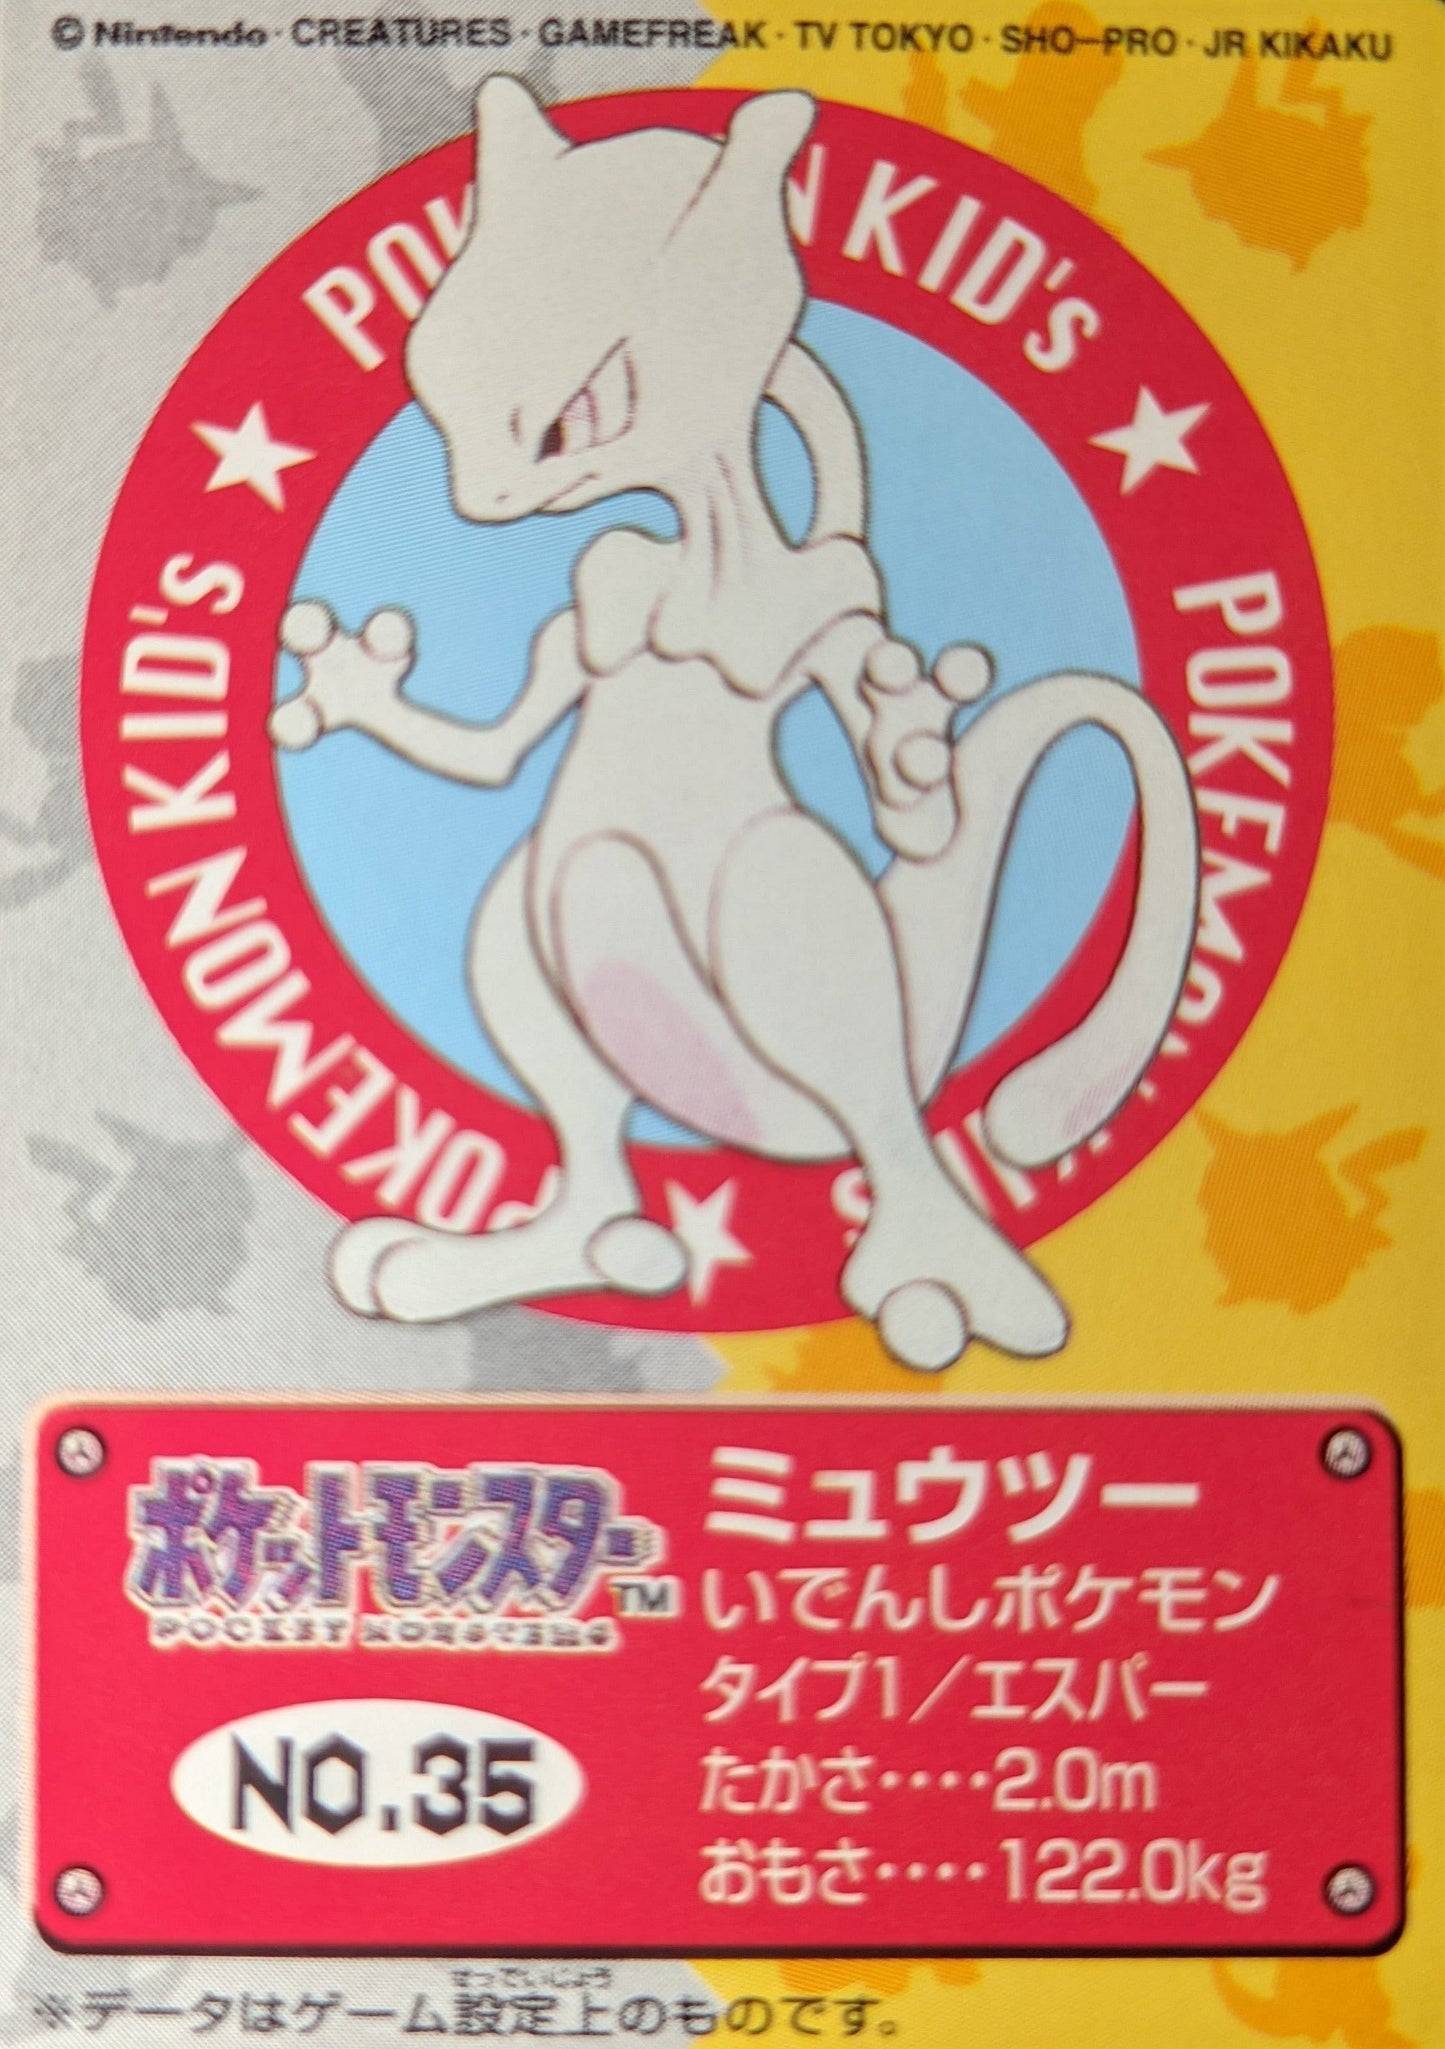 © Nintendo · CREATURES · GAMEFREAK · TV TOKYO · SHO-PRO · JR KIKAKU
POKEMON KID's
POKEMON KID's
POKEMON KID's
ポケットモンスター
TM
POCKET MONSTERS
NO.35
ミュウツー
いでんしポケモン
タイプ1/エスパー
たかさ‥‥2.0m
おもさ‥‥122.0kg
せっていじょう
※データはゲーム設定上のものです。